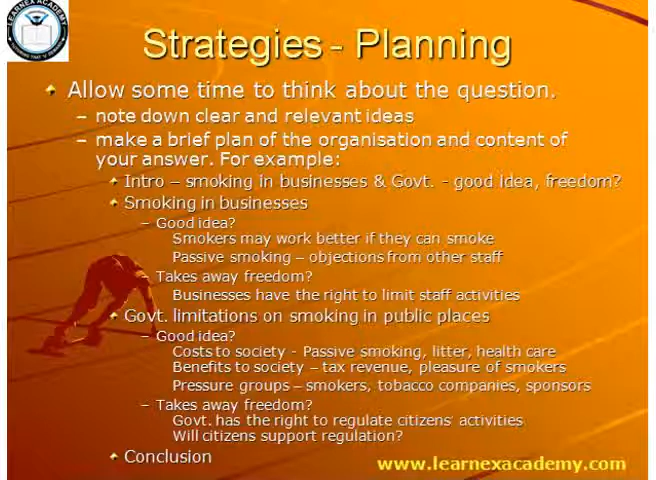 LEARNEX ACADEMY
Strategies - Planning
Allow some time to think about the question.
– note down clear and relevant ideas
– make a brief plan of the organisation and content of
your answer. For example:
Intro – smoking in businesses & Govt. - good idea, freedom?
Smoking in businesses
– Good idea?
Smokers may work better if they can smoke
Passive smoking – objections from other staff
– Takes away freedom?
Businesses have the right to limit staff activities
Govt. limitations on smoking in public places
– Good idea?
Costs to society - Passive smoking, litter, health care
Benefits to society – tax revenue, pleasure of smokers
Pressure groups – smokers, tobacco companies, sponsors
– Takes away freedom?
Govt. has the right to regulate citizens' activities
Will citizens support regulation?
Conclusion
www.learnexacademy.com